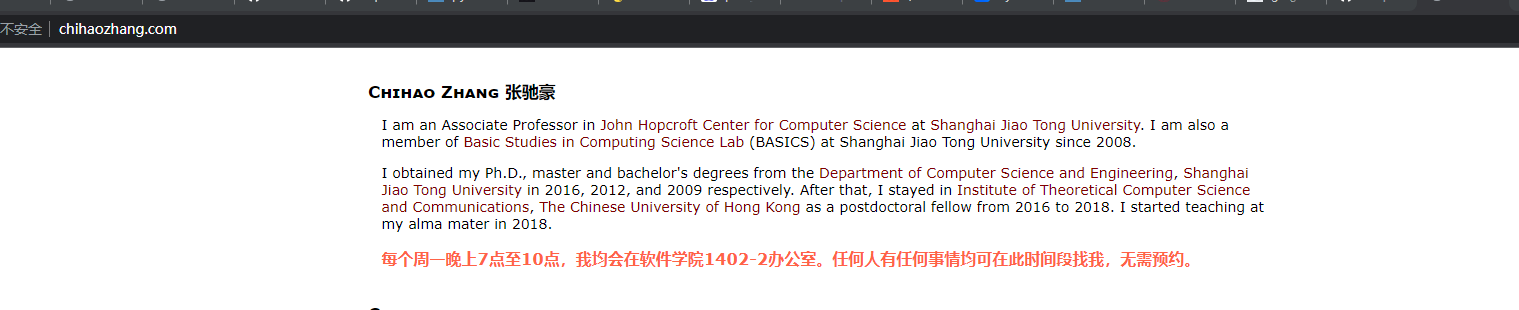 不安全 | chihaozhang.com
Chihao Zhang 张驰豪
I am an Associate Professor in John Hopcroft Center for Computer Science at Shanghai Jiao Tong University. I am also a
member of Basic Studies in Computing Science Lab (BASICS) at Shanghai Jiao Tong University since 2008.
I obtained my Ph.D., master and bachelor's degrees from the Department of Computer Science and Engineering, Shanghai
Jiao Tong University in 2016, 2012, and 2009 respectively. After that, I stayed in Institute of Theoretical Computer Science
and Communications, The Chinese University of Hong Kong as a postdoctoral fellow from 2016 to 2018. I started teaching at
my alma mater in 2018.
每个周一晚上7点至10点，我均会在软件学院1402-2办公室。任何人有任何事情均可在此时间段找我，无需预约。